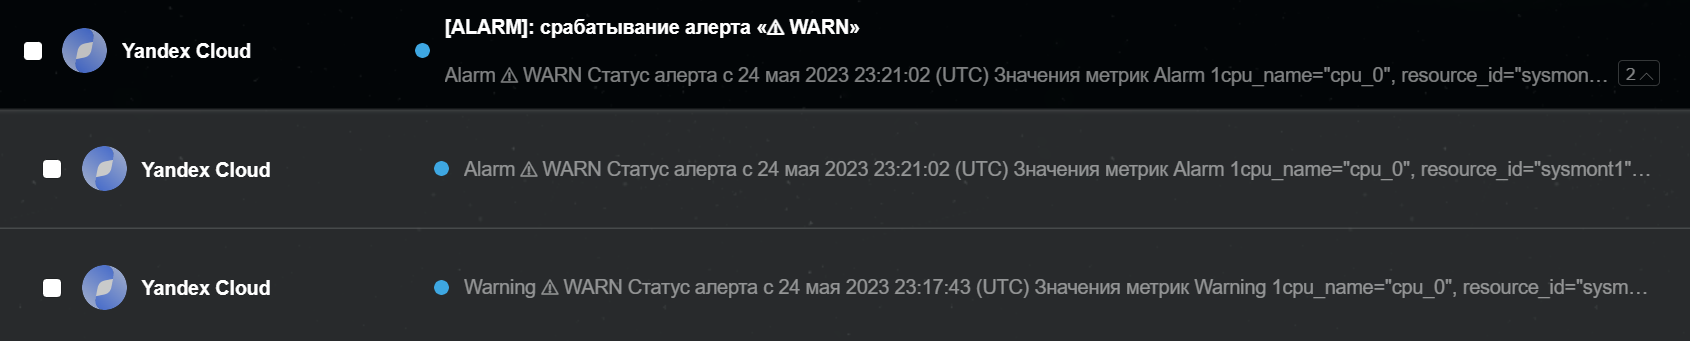 Yandex Cloud
[ALARM]: срабатывание алерта «⚠ WARN»
Alarm ⚠ WARN Статус алерта с 24 мая 2023 23:21:02 (UTC) Значения метрик Alarm 1cpu_name="cpu_0", resource_id="sysmon… 2
Yandex Cloud Alarm ⚠ WARN Статус алерта с 24 мая 2023 23:21:02 (UTC) Значения метрик Alarm 1cpu_name="cpu_0", resource_id="sysmont1"…
Yandex Cloud Warning ⚠ WARN Статус алерта с 24 мая 2023 23:17:43 (UTC) Значения метрик Warning 1cpu_name="cpu_0", resource_id="sysm…